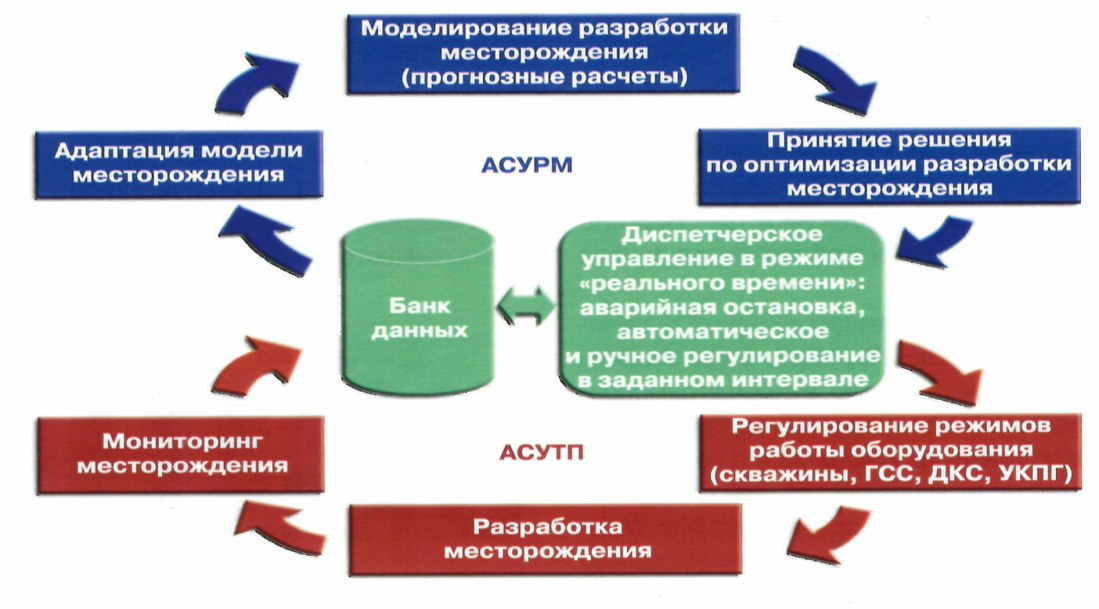 Моделирование разработки
месторождения
(прогнозные расчеты)
Адаптация модели
месторождения
АСУРМ
Принятие решения
по оптимизации разработки
месторождения
Банк
данных
Диспетчерское
управление в режиме
«реального времени»:
аварийная остановка,
автоматическое
и ручное регулирование
в заданном интервале
Мониторинг
месторождения
АСУТП
Регулирование режимов
работы оборудования
(скважины, ГСС, ДКС, УКПГ)
Разработка
месторождения